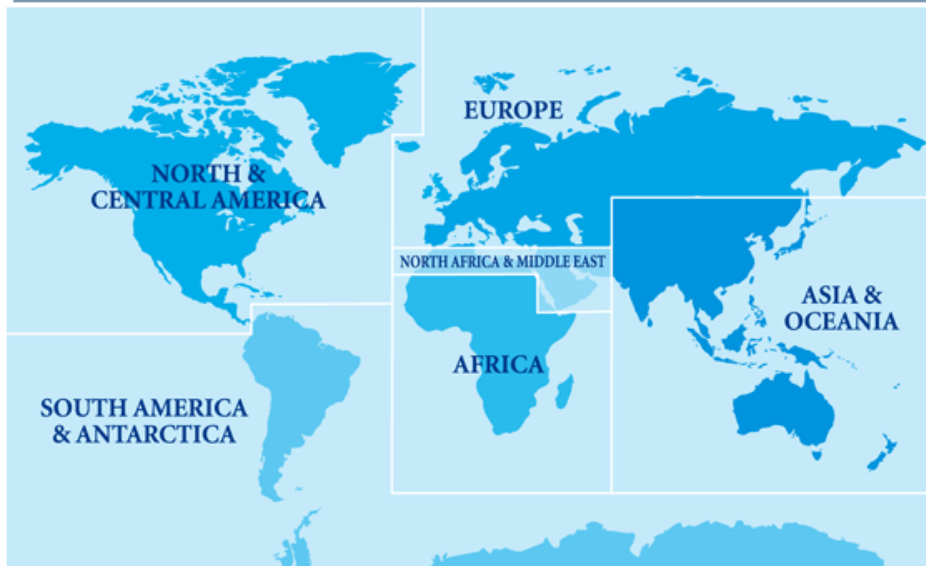 EUROPE
NORTH &
CENTRAL AMERICA
NORTH AFRICA & MIDDLE EAST
ASIA &
OCEANIA
AFRICA
SOUTH AMERICA
& ANTARCTICA